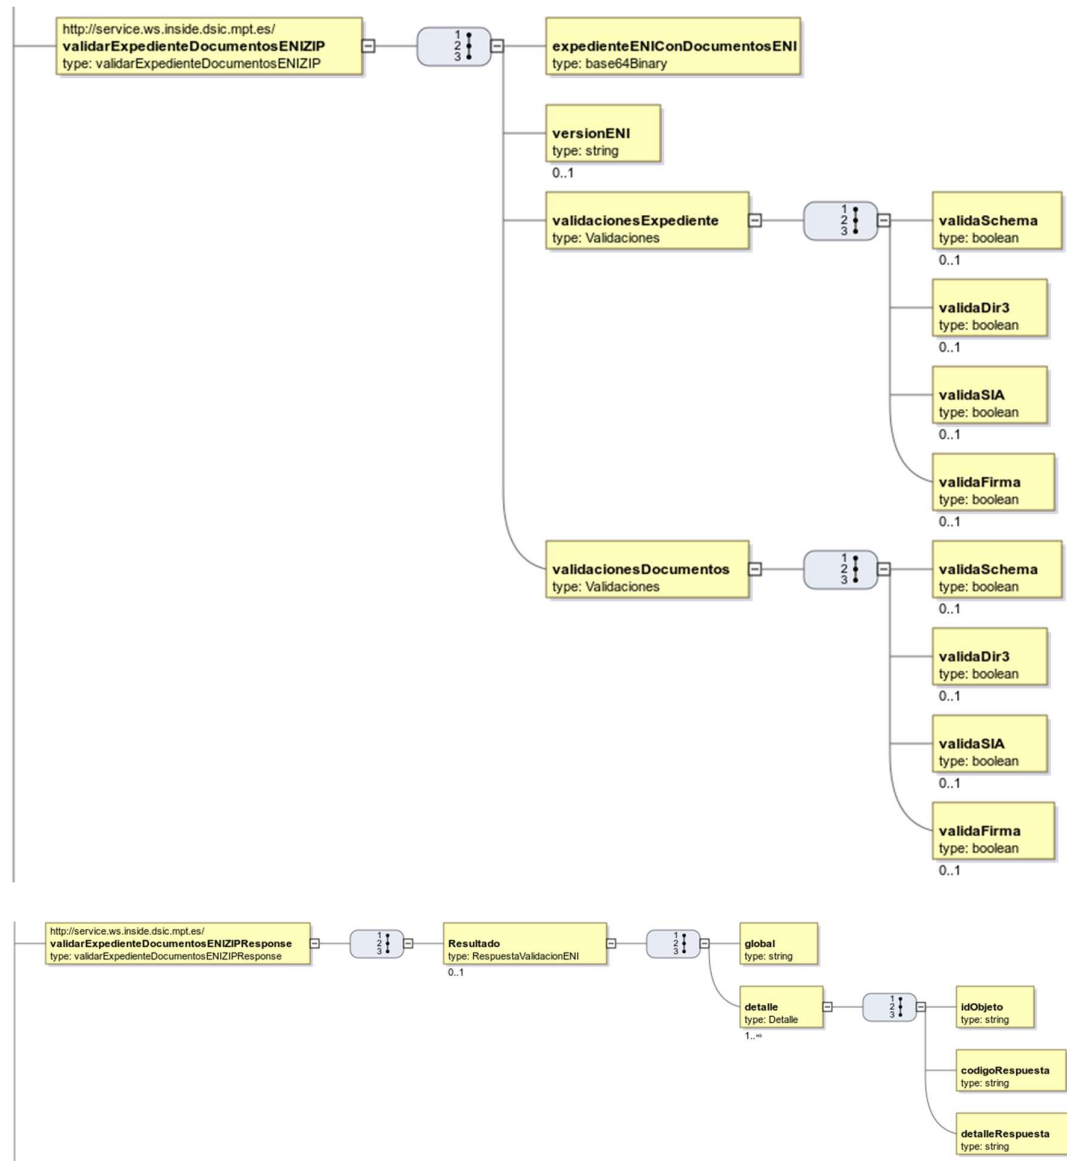 http://service.ws.inside.dsic.mpt.es/
validarExpedienteDocumentosENIZIP
type: validarExpedienteDocumentosENIZIP
1
2
3
expedienteENIConDocumentosENI
type: base64Binary
versionENI
type: string
0..1
validacionesExpediente
type: Validaciones
1
2
3
validaSchema
type: boolean
0..1
validaDir3
type: boolean
0..1
validaSIA
type: boolean
0..1
validaFirma
type: boolean
0..1
validacionesDocumentos
type: Validaciones
1
2
3
validaSchema
type: boolean
0..1
validaDir3
type: boolean
0..1
validaSIA
type: boolean
0..1
validaFirma
type: boolean
0..1
http://service.ws.inside.dsic.mpt.es/
validarExpedienteDocumentosENIZIPResponse
type: validarExpedienteDocumentosENIZIPResponse
1
2
3
Resultado
type: RespuestaValidacionENI
0..1
1
2
3
global
type: string
detalle
type: Detalle
1..∞
1
2
3
idObjeto
type: string
codigoRespuesta
type: string
detalleRespuesta
type: string